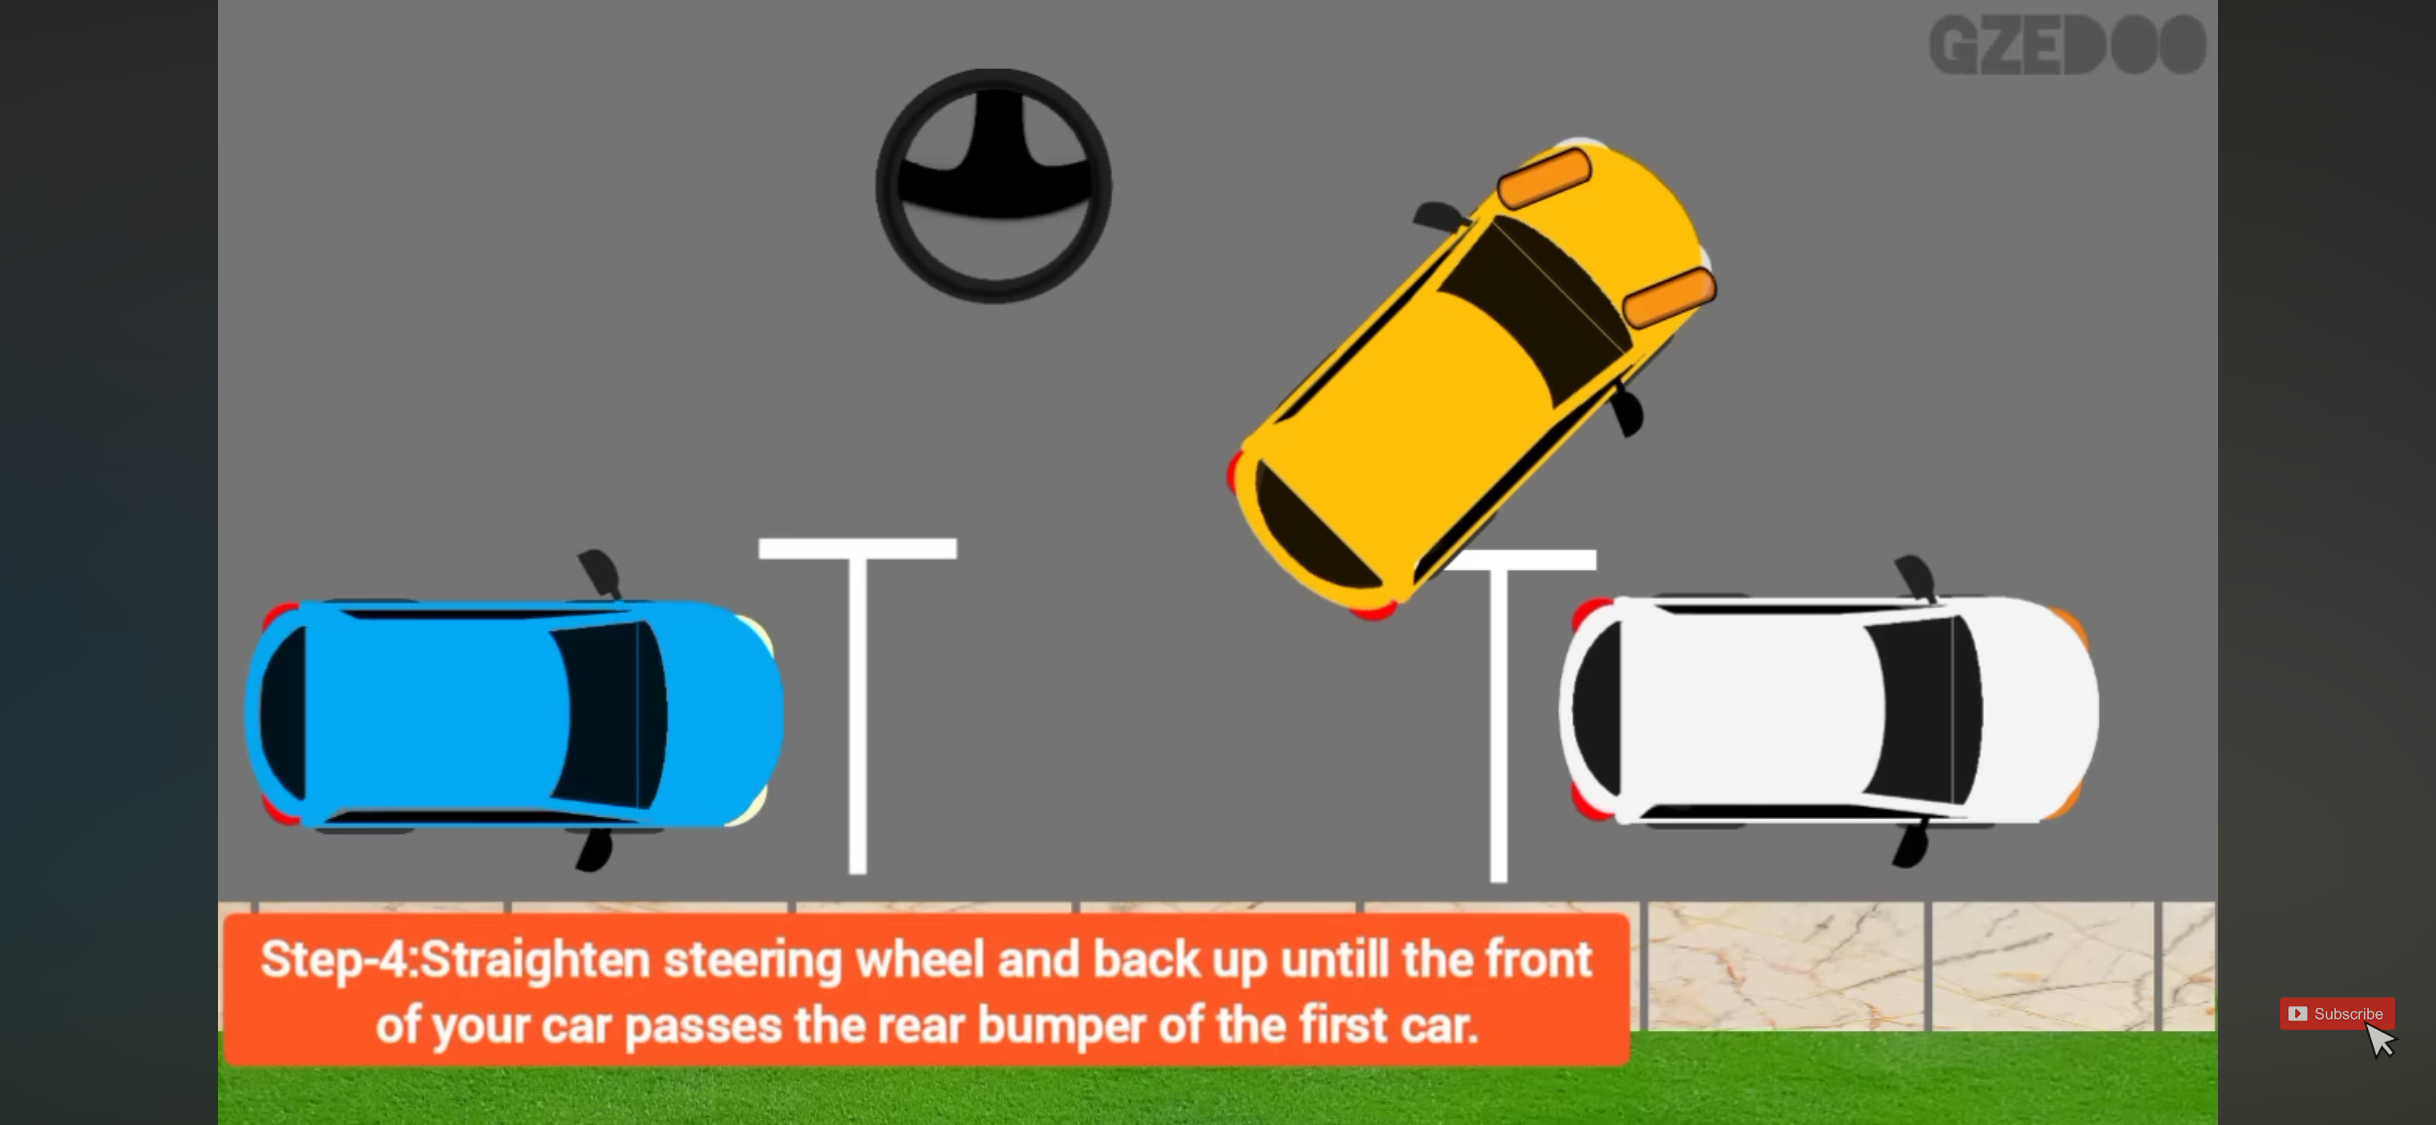 GZEDOO
Step-4:Straighten steering wheel and back up untill the front
of your car passes the rear bumper of the first car.
Subscribe